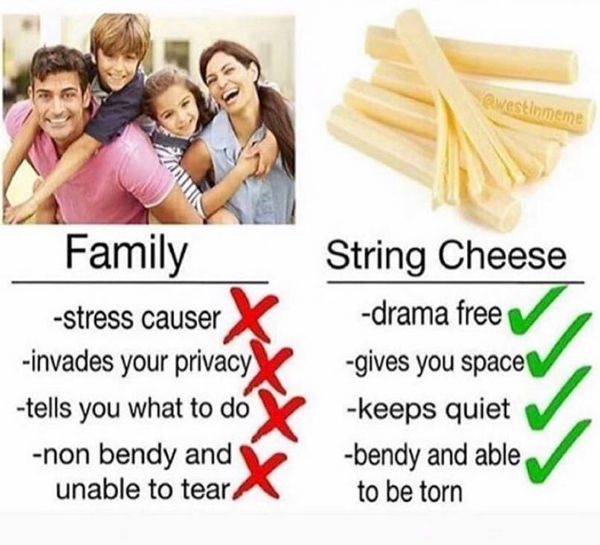 @westinmeme
Family
-stress causer
-invades your privacy
-tells you what to do
-non bendy and
unable to tear
String Cheese
-drama free
-gives you space
-keeps quiet
-bendy and able
to be torn